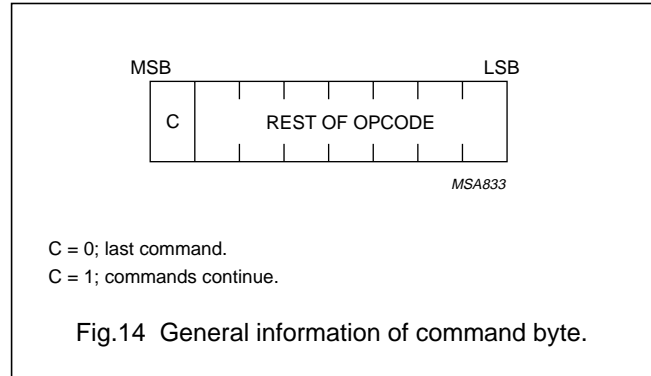 MSB LSB
C REST OF OPCODE
MSA833
C = 0; last command.
C = 1; commands continue.
Fig.14 General information of command byte.